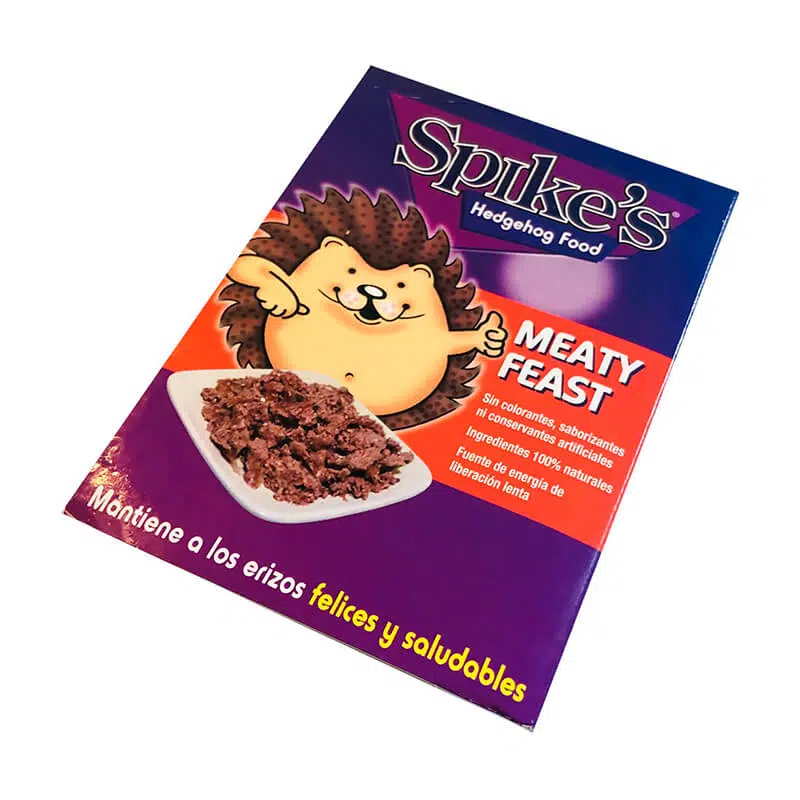 Spike's®
Hedgehog Food
MEATY
FEAST
Sin colorantes, saborizantes
ni conservantes artificiales
Ingredientes 100% naturales
Fuente de energía de
liberación lenta
Mantiene a los erizos felices y saludables